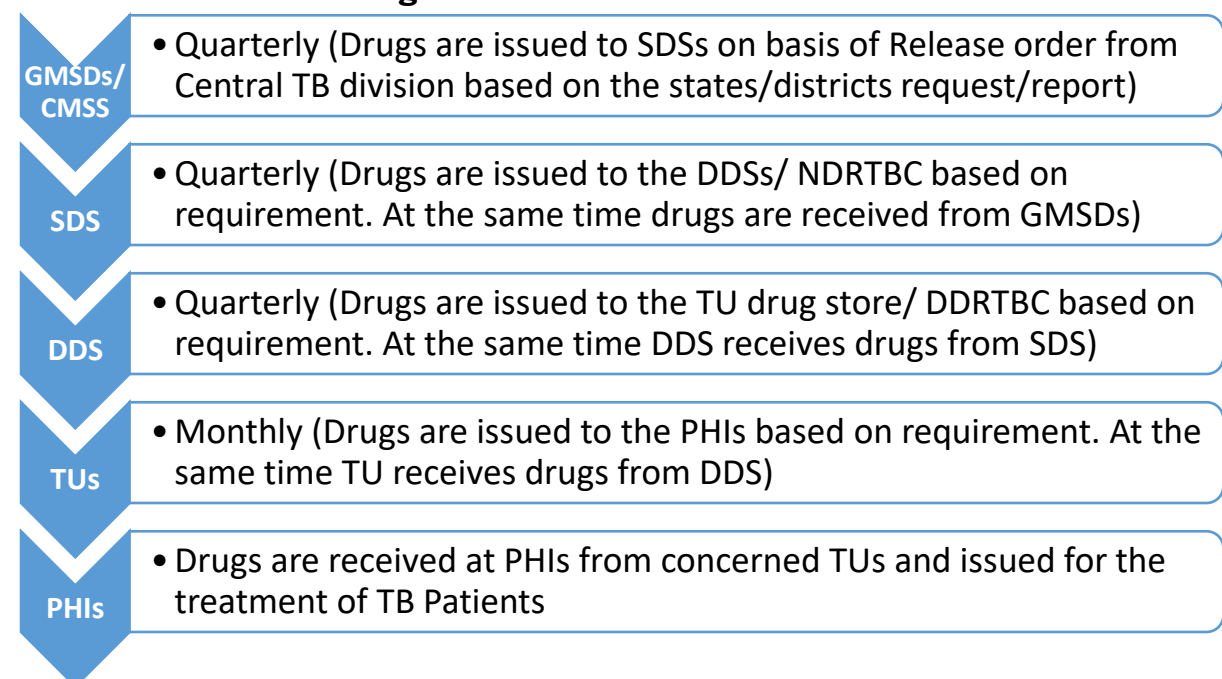 GMSDs/
CMSS
• Quarterly (Drugs are issued to SDSs on basis of Release order from
Central TB division based on the states/districts request/report)
SDS
• Quarterly (Drugs are issued to the DDSs/ NDRTBC based on
requirement. At the same time drugs are received from GMSDs)
DDS
• Quarterly (Drugs are issued to the TU drug store/ DDRTBC based on
requirement. At the same time DDS receives drugs from SDS)
TUs
• Monthly (Drugs are issued to the PHIs based on requirement. At the
same time TU receives drugs from DDS)
PHIs
• Drugs are received at PHIs from concerned TUs and issued for the
treatment of TB Patients